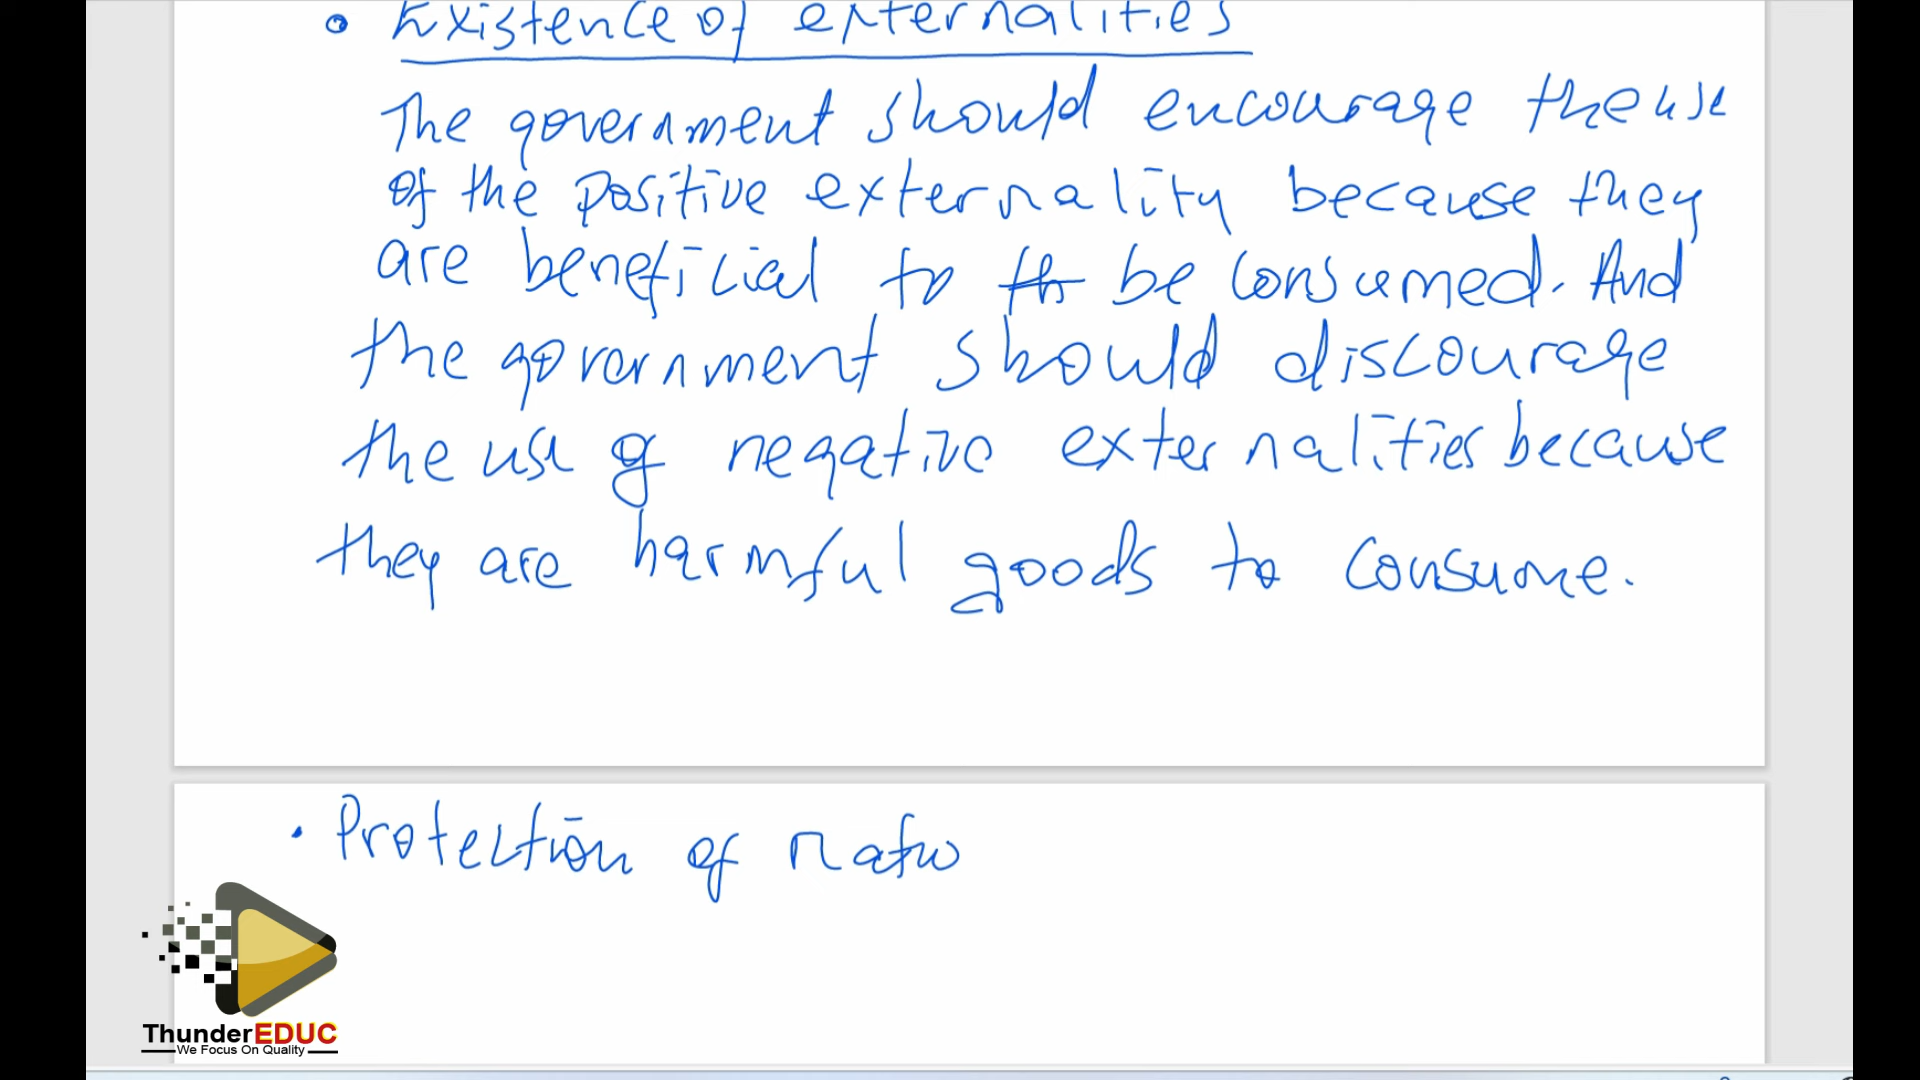 • Existence of externalities
The government should encourage the use
of the positive externality because they
are beneficial to th be consumed. And
the government should discourage
the use of negative externalities because
they are harmful goods to consume.
• Protection of natu
ThunderEDUC
We Focus On Quality